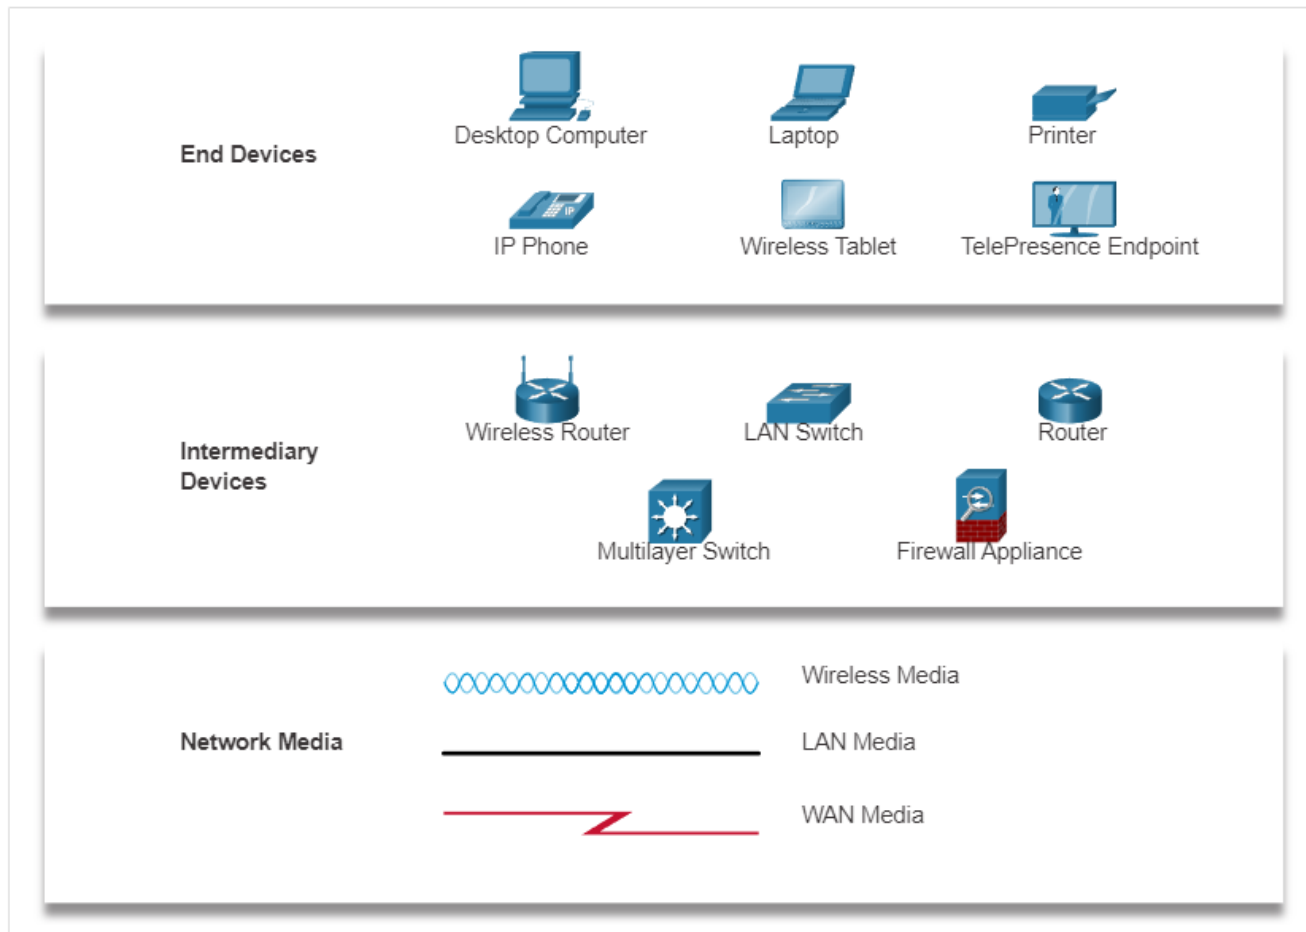 Desktop Computer
Laptop
Printer
End Devices
IP
IP Phone
Wireless Tablet
TelePresence Endpoint
Wireless Router
LAN Switch
Router
Intermediary
Devices
Multilayer Switch
Firewall Appliance
Wireless Media
Network Media
LAN Media
WAN Media